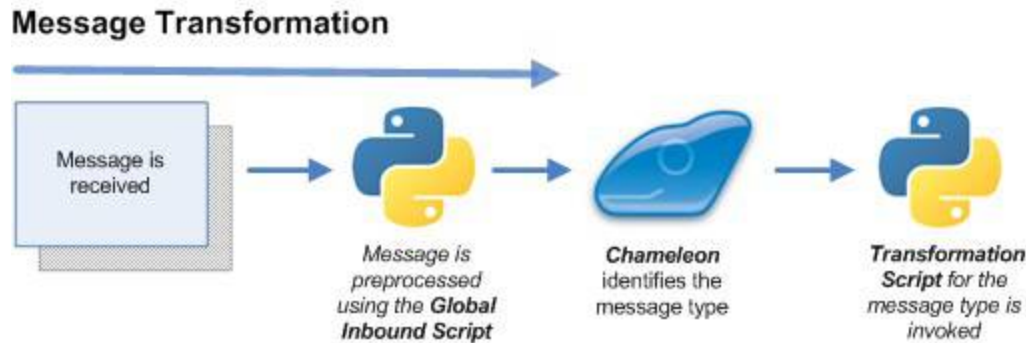 Message Transformation
Message is
received
Message is
preprocessed
using the Global
Inbound Script
Chameleon
identifies the
message type
Transformation
Script for the
message type is
invoked